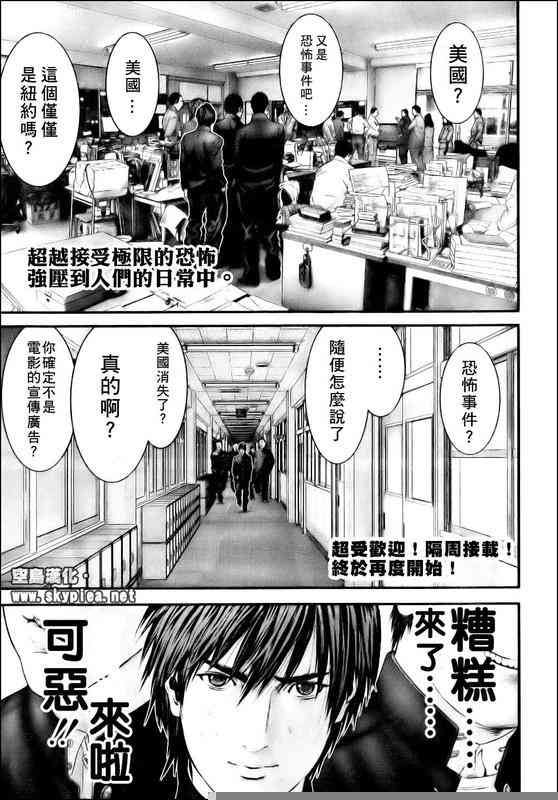 美國？
又是
恐怖事件吧…
美國…
這個僅僅
是紐約嗎？
超越接受極限的恐怖
強壓到人們的日常中。
恐怖事件？
隨便怎麼說了
美國消失了？
真的啊？
你確定不是
電影的宣傳廣告？
超受歡迎！隔周接載！
終於再度開始！
空島漢化·
www.skypiea.net
糟糕………
來了………
來啦
可惡!!!